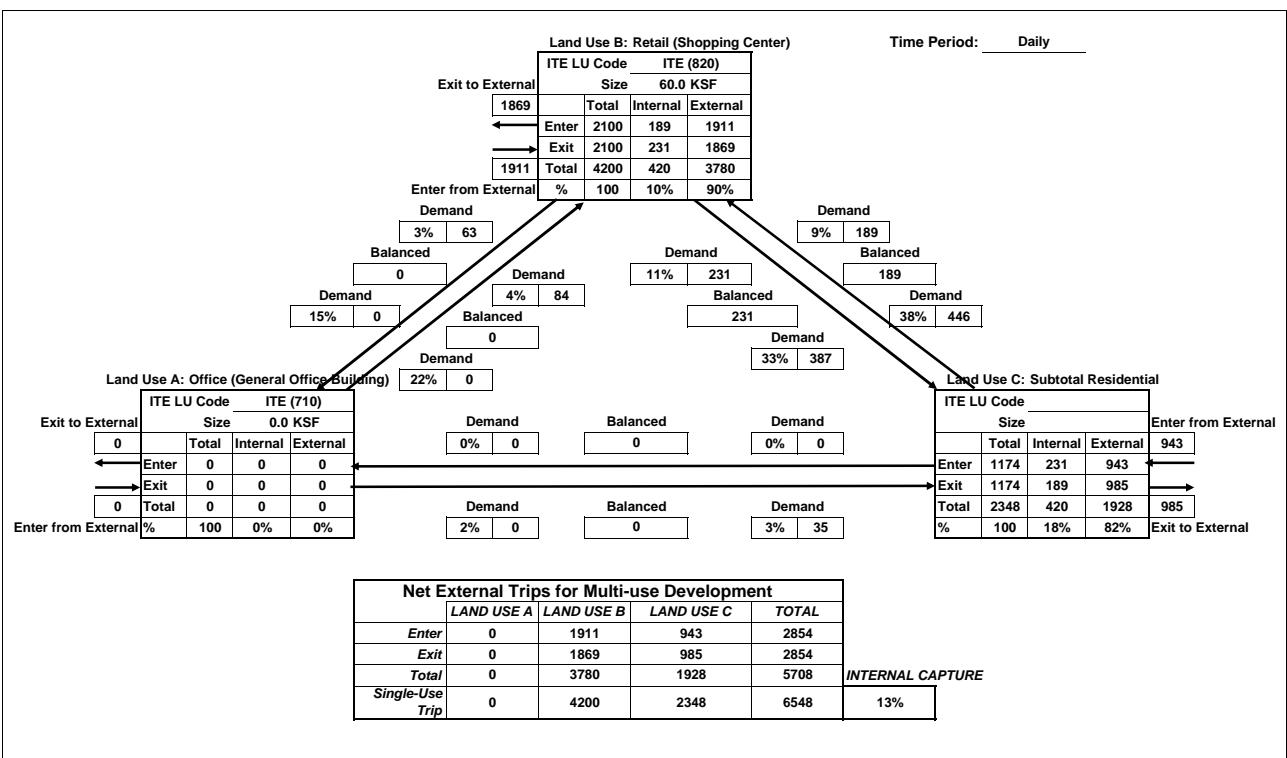 Land Use B: Retail (Shopping Center)
Time Period: Daily
ITE LU Code ITE (820)
Exit to External
Size 60.0 KSF
1869
Total Internal External
Enter 2100 189 1911
Exit 2100 231 1869
1911
Total 4200 420 3780
Enter from External
% 100 10% 90%
Demand
3% 63
Balanced
0
Demand
15% 0
Demand
4% 84
Balanced
0
Demand
22% 0
Demand
11% 231
Balanced
231
Demand
33% 387
Demand
9% 189
Balanced
189
Demand
38% 446
Land Use A: Office (General Office Building)
ITE LU Code ITE (710)
Exit to External
Size 0.0 KSF
0
Total Internal External
Enter 0 0 0
Exit 0 0 0
0
Total 0 0 0
Enter from External
% 100 0% 0%
Demand Balanced Demand
0% 0 0 0% 0
Demand Balanced Demand
2% 0 0 3% 35
Land Use C: Subtotal Residential
ITE LU Code
Size
Enter from External
Total Internal External
943
Enter 1174 231 943
Exit 1174 189 985
Total 2348 420 1928
985
% 100 18% 82%
Exit to External
Net External Trips for Multi-use Development
LAND USE A LAND USE B LAND USE C TOTAL
Enter 0 1911 943 2854
Exit 0 1869 985 2854
Total 0 3780 1928 5708
INTERNAL CAPTURE
Single-Use
Trip
0 4200 2348 6548 13%